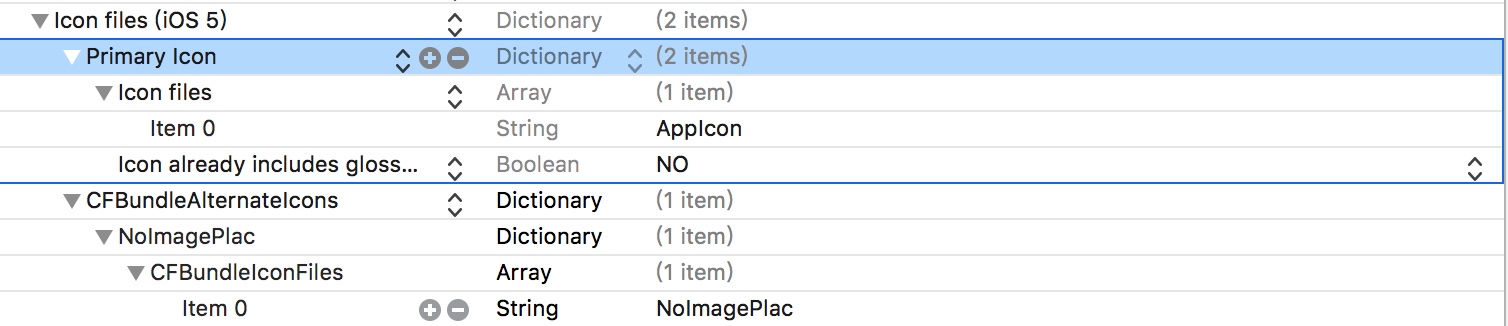 Icon files (iOS 5) Dictionary (2 items)
Primary Icon Dictionary (2 items)
Icon files Array (1 item)
Item 0 String AppIcon
Icon already includes gloss... Boolean NO
CFBundleAlternateIcons Dictionary (1 item)
NoImagePlac Dictionary (1 item)
CFBundleIconFiles Array (1 item)
Item 0 String NoImagePlac